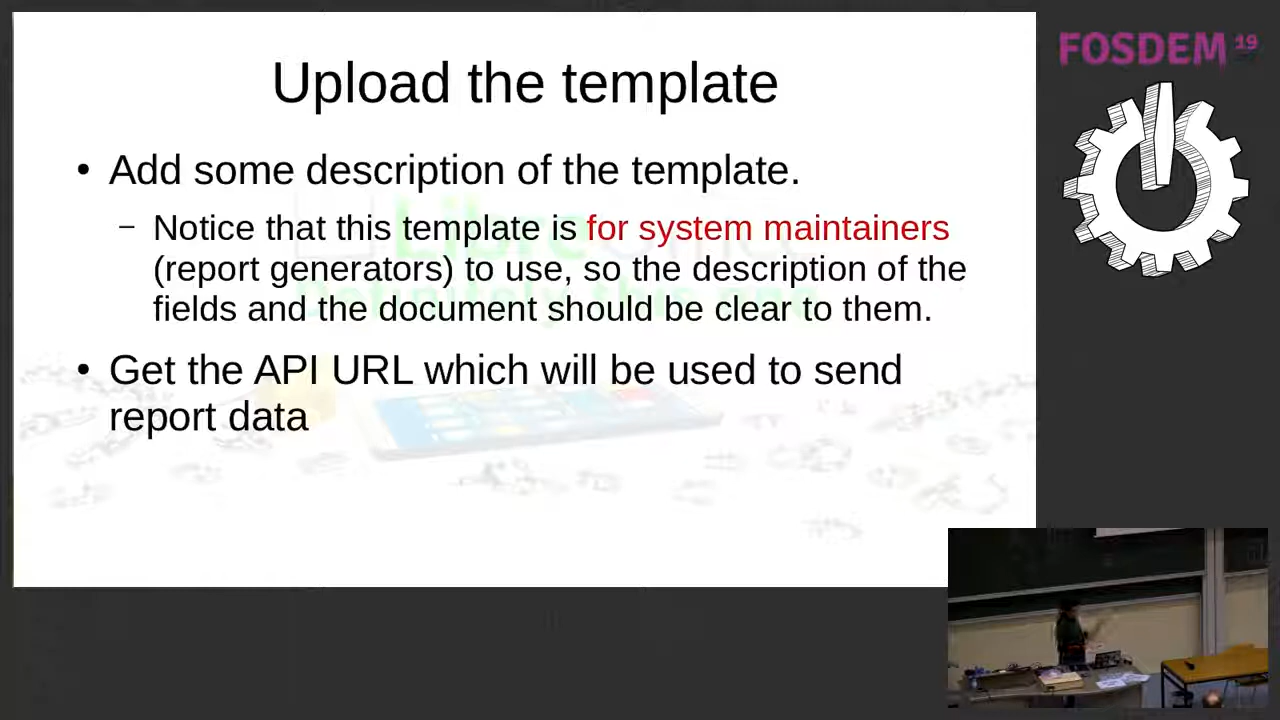 Upload the template
FOSDEM 19
• Add some description of the template.
– Notice that this template is for system maintainers
(report generators) to use, so the description of the
fields and the document should be clear to them.
• Get the API URL which will be used to send
report data